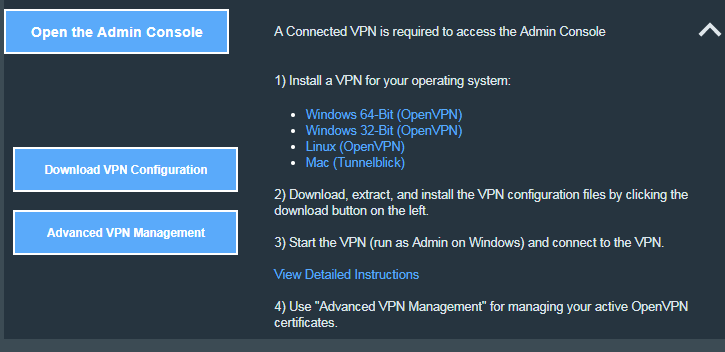 Open the Admin Console
A Connected VPN is required to access the Admin Console
1) Install a VPN for your operating system:
Windows 64-Bit (OpenVPN)
Windows 32-Bit (OpenVPN)
Linux (OpenVPN)
Mac (Tunnelblick)
Download VPN Configuration
Advanced VPN Management
2) Download, extract, and install the VPN configuration files by clicking the
download button on the left.
3) Start the VPN (run as Admin on Windows) and connect to the VPN.
View Detailed Instructions
4) Use "Advanced VPN Management" for managing your active OpenVPN
certificates.